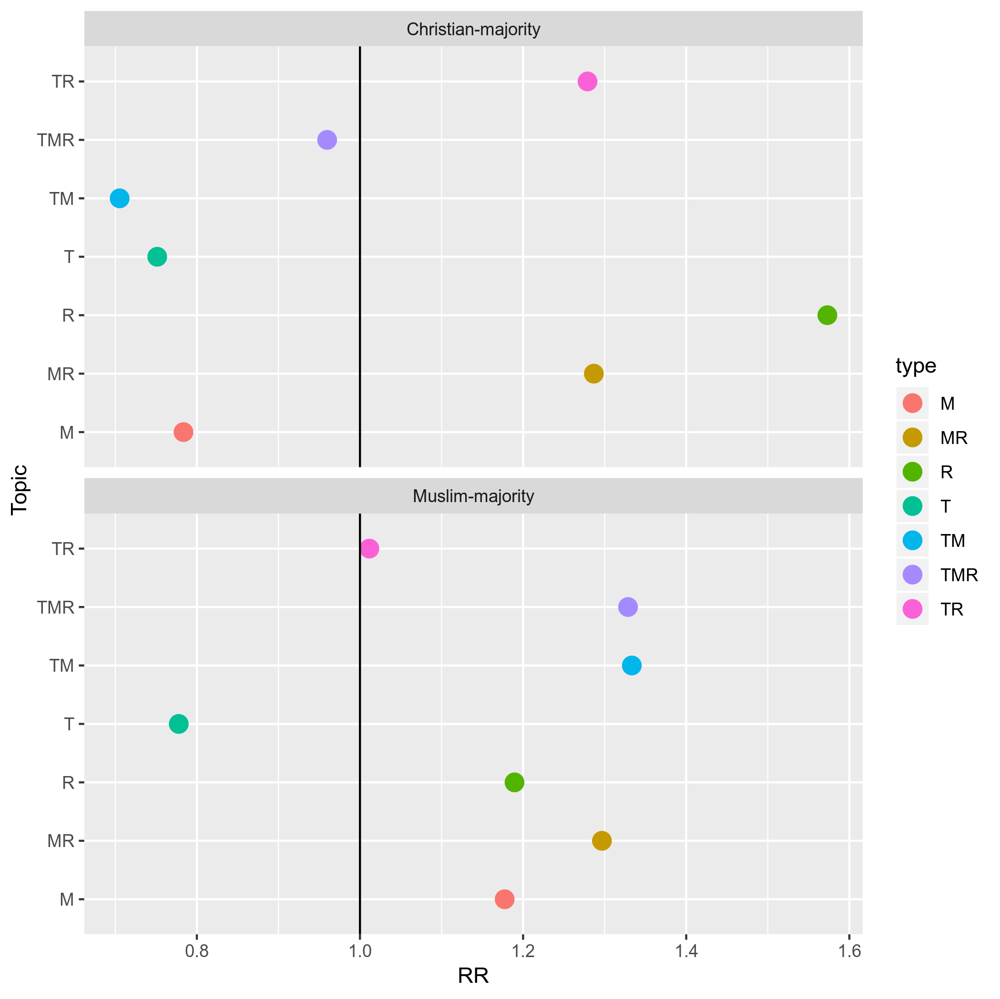 Christian-majority
TR
TMR
TM
T
R
MR
M
Topic
Muslim-majority
TR
TMR
TM
T
R
MR
M
0.8 1.0 1.2 1.4 1.6
RR
type
M
MR
R
T
TM
TMR
TR